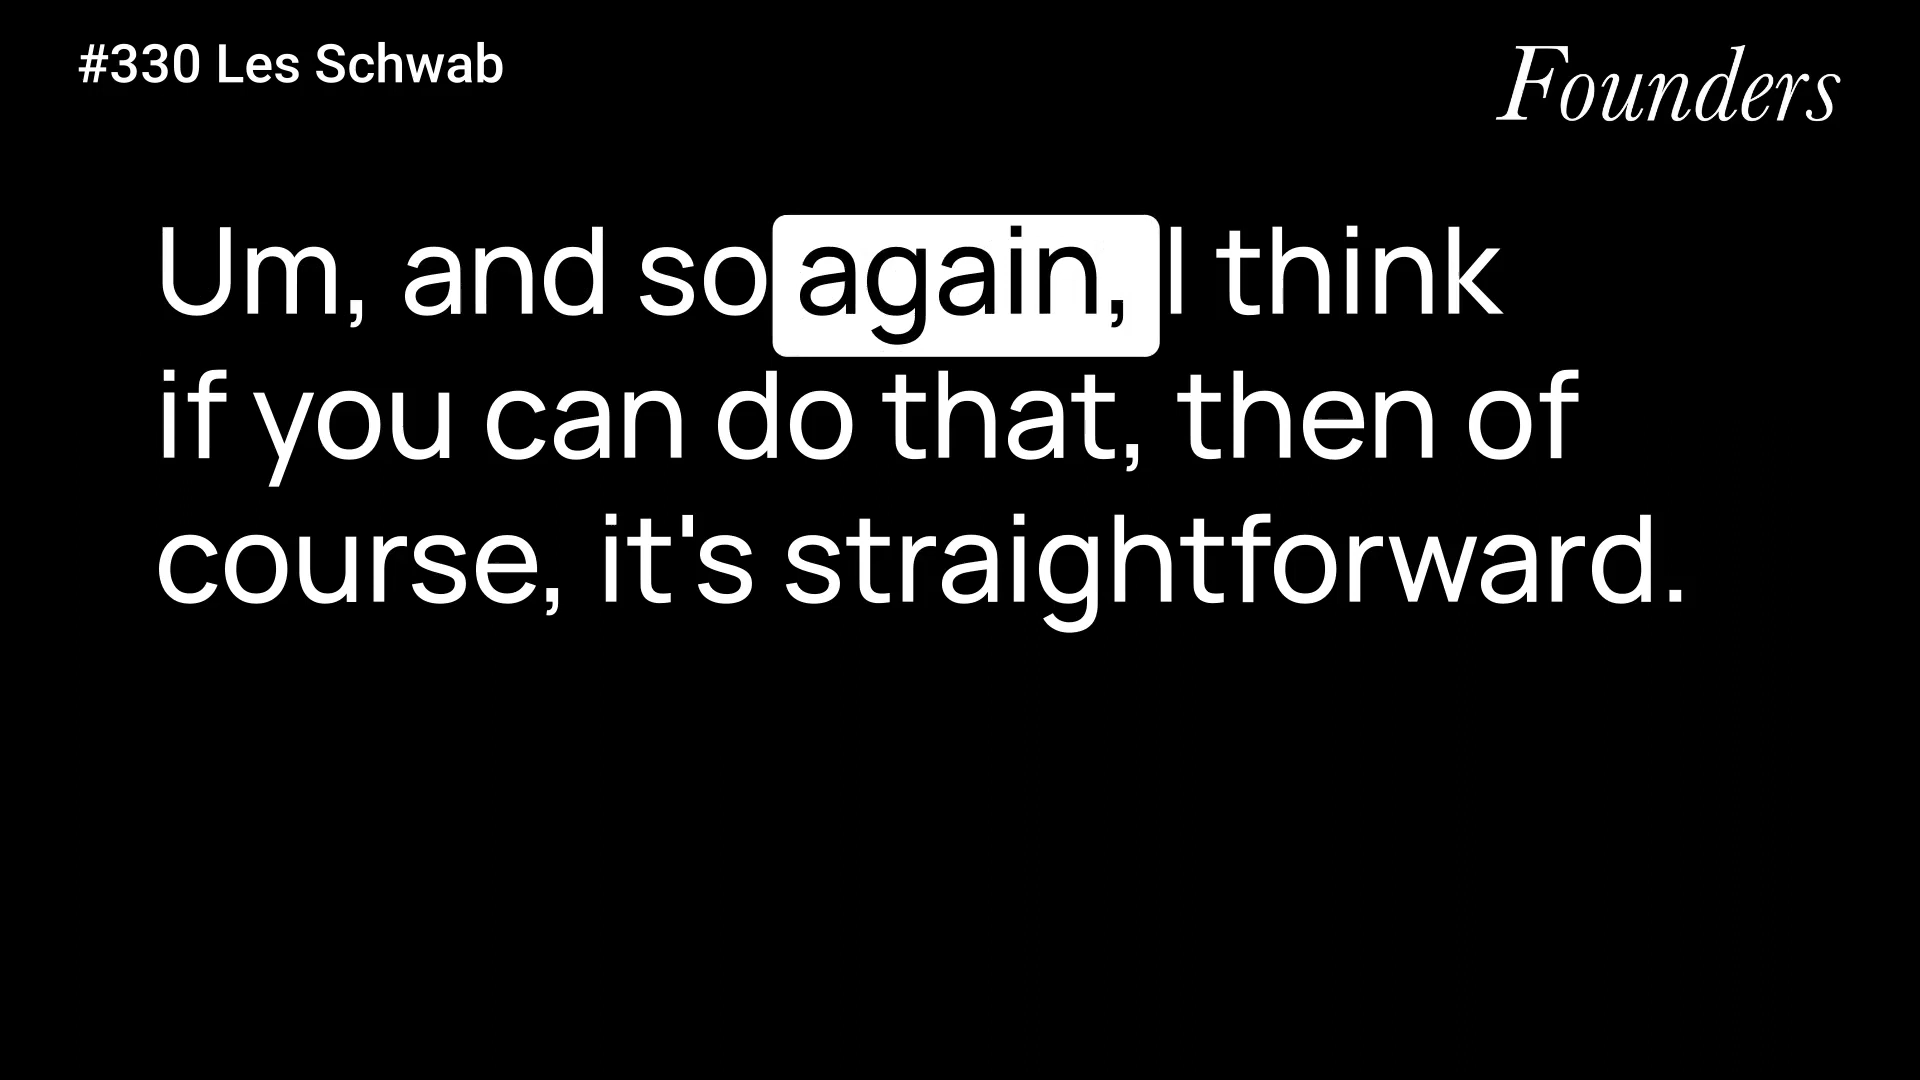 #330 Les Schwab
Founders
Um, and so again, I think
if you can do that, then of
course, it's straightforward.